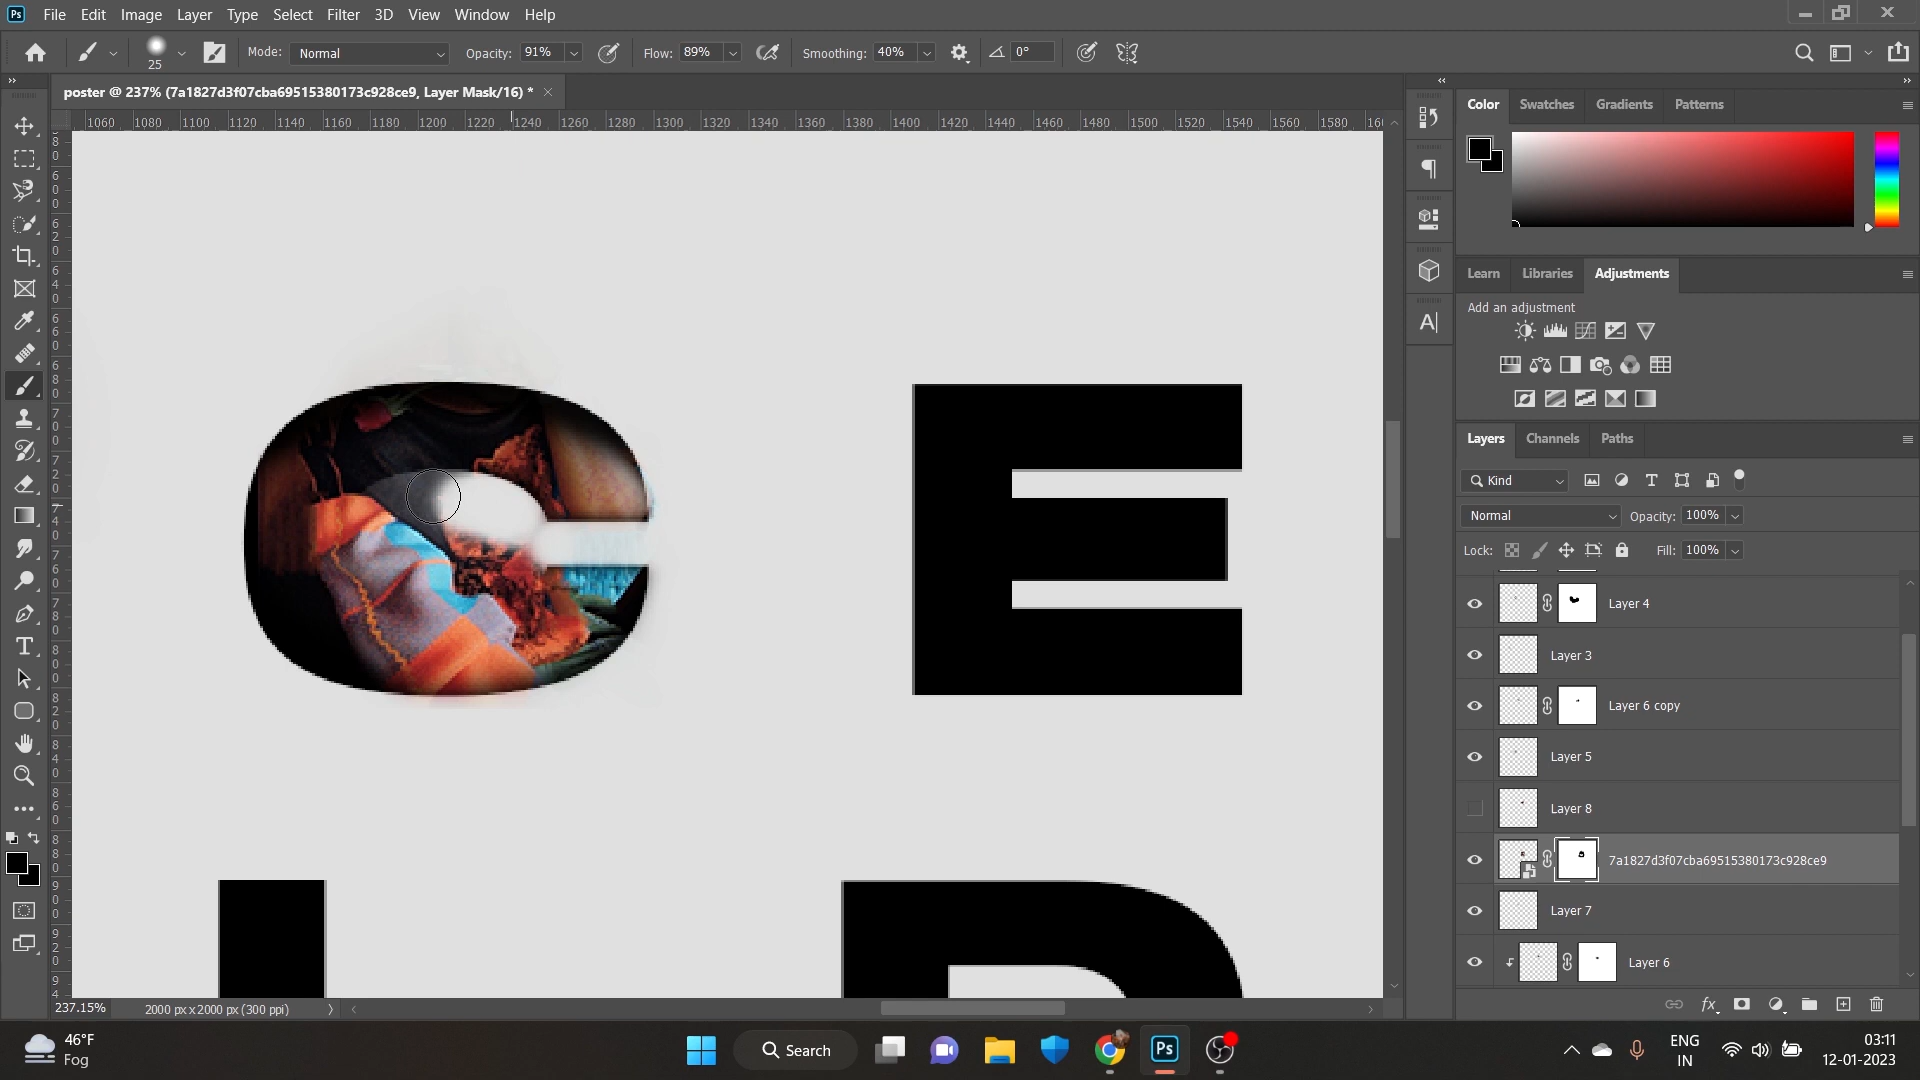 Ps File Edit Image Layer Type Select Filter 3D View Window Help
25 Mode: Normal Opacity: 91% Flow: 89% Smoothing: 40% 0°
poster @ 237% (7a1827d3f07cba69515380173c928ce9, Layer Mask/16) * ×
1060 1080 1100 1120 1140 1160 1180 1200 1220 1240 1260 1280 1300 1320 1340 1360 1380 1400 1420 1440 1460 1480 1500 1520 1540 1560 1580
Color Swatches Gradients Patterns
Learn Libraries Adjustments
Add an adjustment
G E
Layers Channels Paths
Kind
Normal Opacity: 100%
Lock: Fill: 100%
Layer 4
Layer 3
Layer 6 copy
Layer 5
Layer 8
7a1827d3f07cba69515380173c928ce9
Layer 7
Layer 6
237.15% 2000 px x 2000 px (300 ppi)
46°F
Fog
Search
Ps
ENG
IN
03:11
12-01-2023